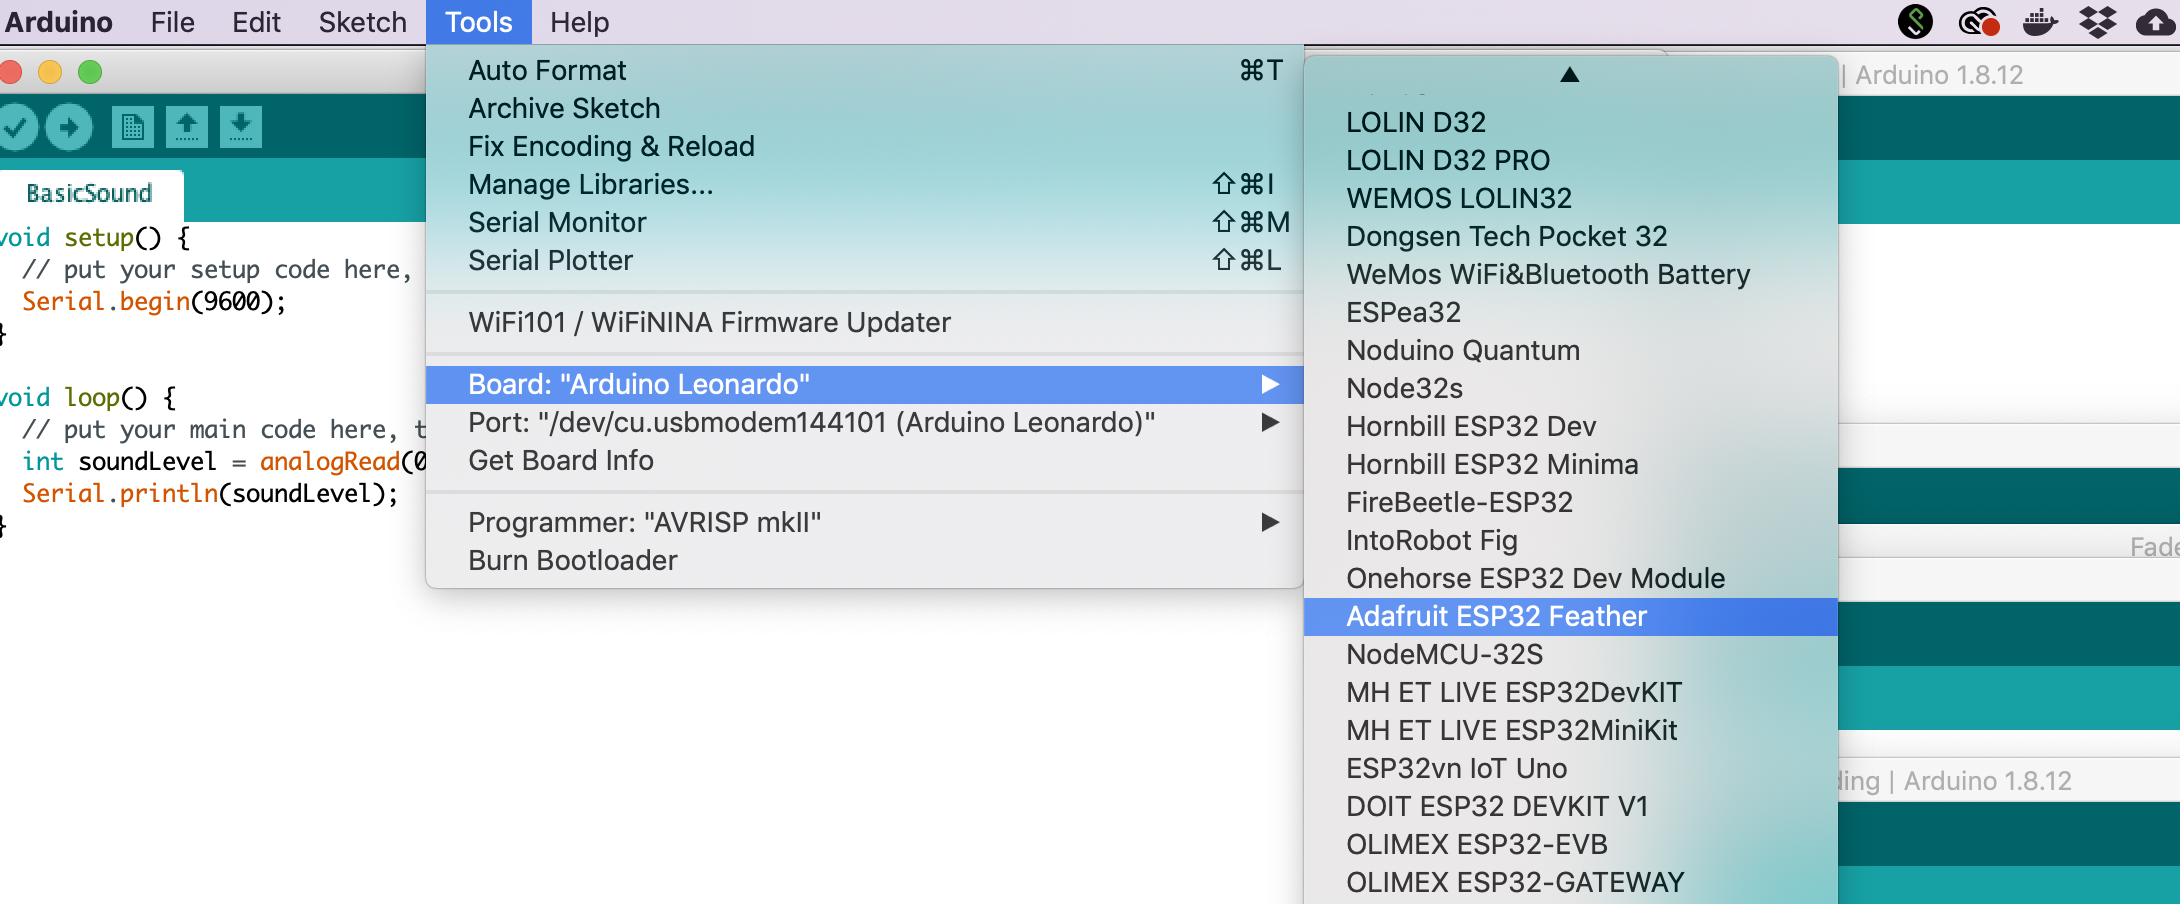 Arduino File Edit Sketch Tools Help
| Arduino 1.8.12
BasicSound
void setup() {
// put your setup code here,
Serial.begin(9600);
}
void loop() {
// put your main code here, t
int soundLevel = analogRead(0
Serial.println(soundLevel);
}
Auto Format ⌘T
Archive Sketch
Fix Encoding & Reload
Manage Libraries... ⇧⌘I
Serial Monitor ⇧⌘M
Serial Plotter ⇧⌘L
WiFi101 / WiFiNINA Firmware Updater
Board: "Arduino Leonardo"
Port: "/dev/cu.usbmodem144101 (Arduino Leonardo)"
Get Board Info
Programmer: "AVRISP mkII"
Burn Bootloader
LOLIN D32
LOLIN D32 PRO
WEMOS LOLIN32
Dongsen Tech Pocket 32
WeMos WiFi&Bluetooth Battery
ESPea32
Noduino Quantum
Node32s
Hornbill ESP32 Dev
Hornbill ESP32 Minima
FireBeetle-ESP32
IntoRobot Fig
Onehorse ESP32 Dev Module
Adafruit ESP32 Feather
NodeMCU-32S
MH ET LIVE ESP32DevKIT
MH ET LIVE ESP32MiniKit
ESP32vn IoT Uno
DOIT ESP32 DEVKIT V1
OLIMEX ESP32-EVB
OLIMEX ESP32-GATEWAY
Fade
ding | Arduino 1.8.12